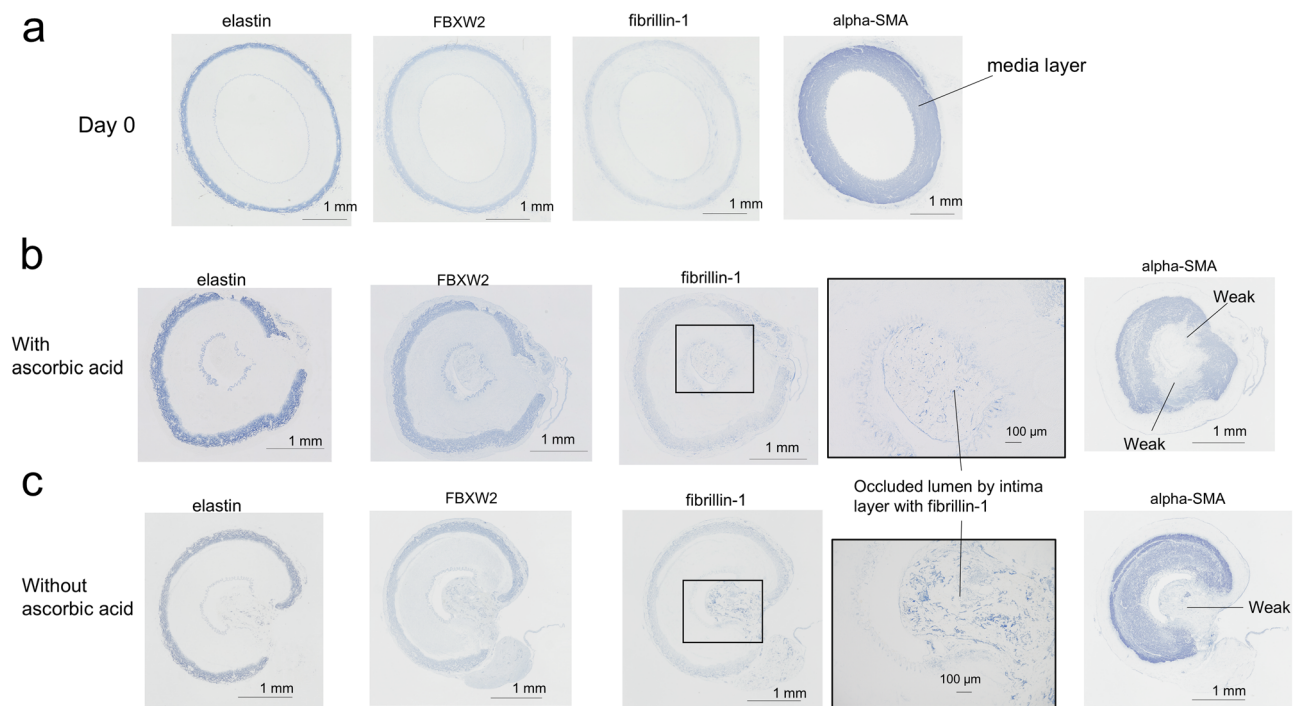 a
elastin
FBXW2
fibrillin-1
alpha-SMA
media layer
Day 0
1 mm
1 mm
1 mm
1 mm
b
elastin
FBXW2
fibrillin-1
alpha-SMA
Weak
With
ascorbic acid
1 mm
1 mm
1 mm
100 µm
Weak
1 mm
c
elastin
FBXW2
fibrillin-1
Occluded lumen by intima
layer with fibrillin-1
alpha-SMA
Without
ascorbic acid
Weak
1 mm
1 mm
1 mm
100 µm
1 mm